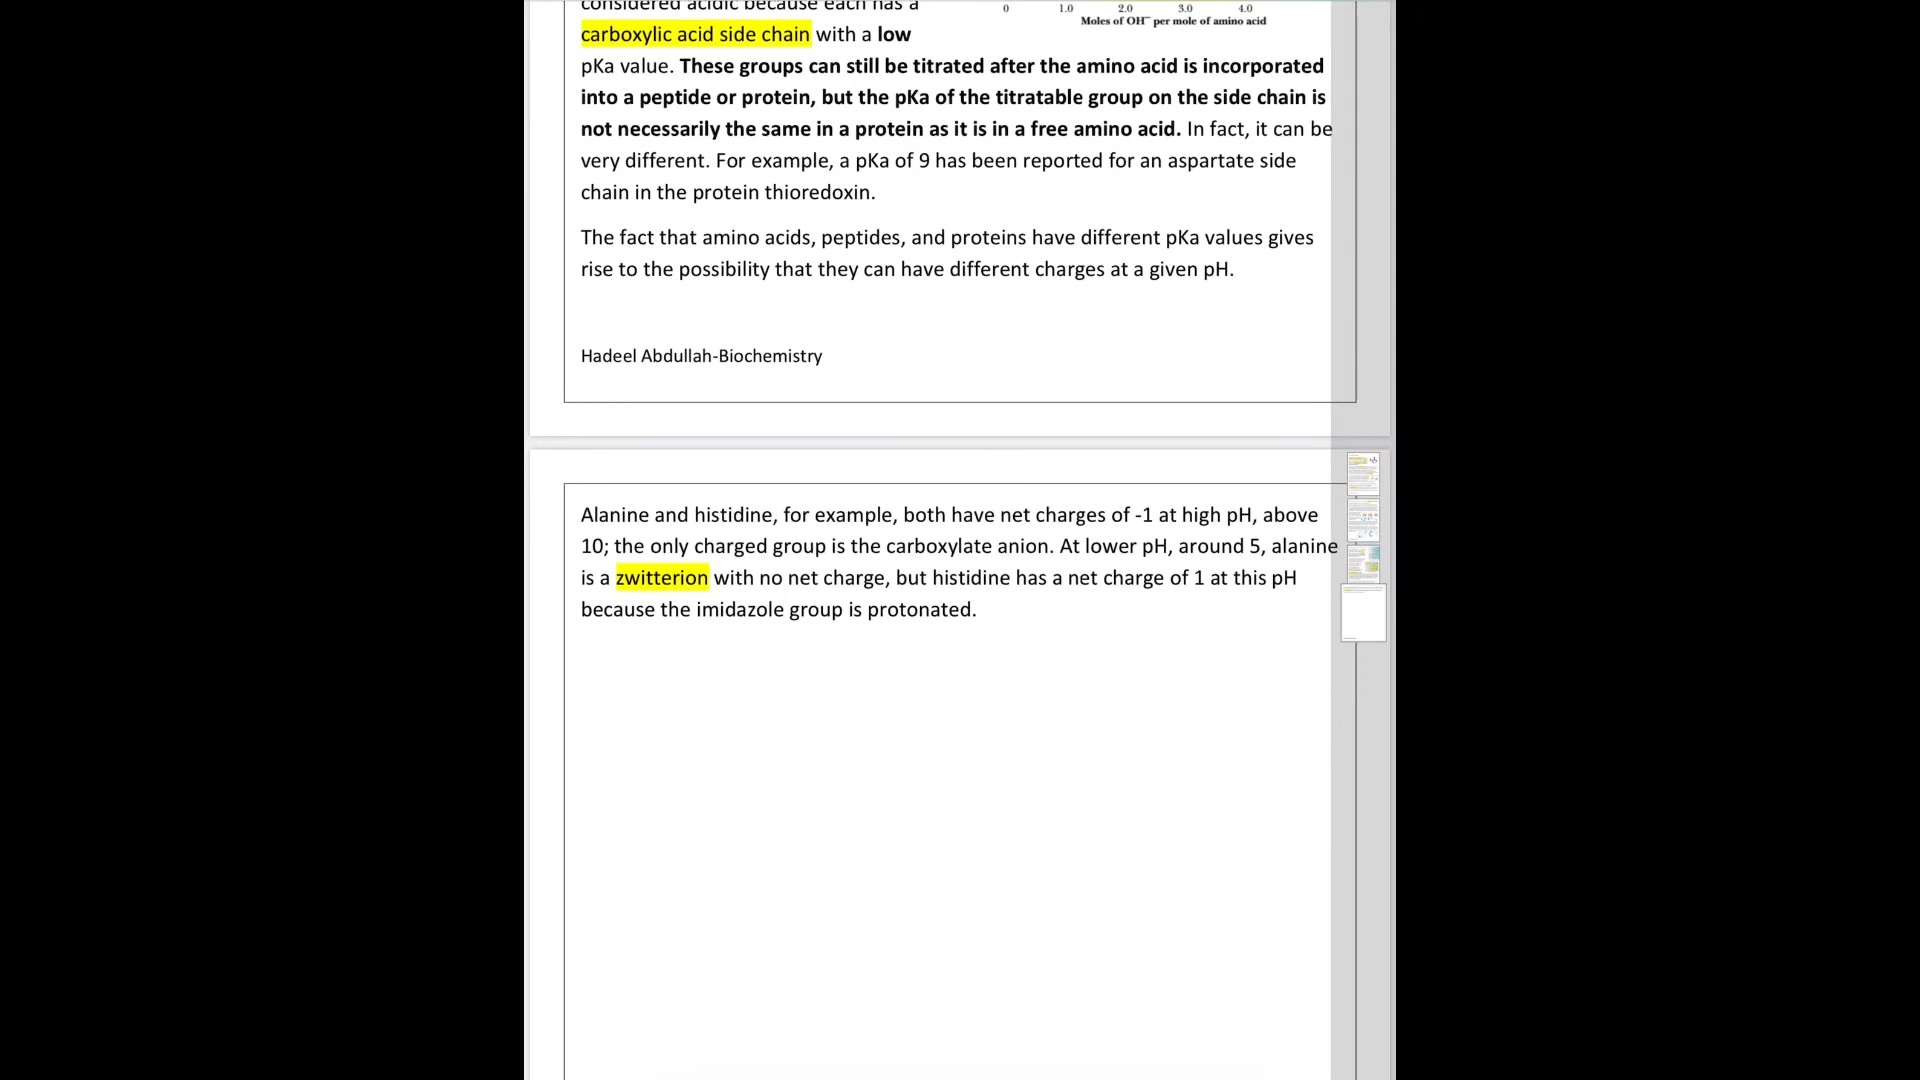 considered acidic because each has a
0 1.0 2.0 3.0 4.0
Moles of OH⁻ per mole of amino acid
carboxylic acid side chain with a low
pKa value. These groups can still be titrated after the amino acid is incorporated
into a peptide or protein, but the pKa of the titratable group on the side chain is
not necessarily the same in a protein as it is in a free amino acid. In fact, it can be
very different. For example, a pKa of 9 has been reported for an aspartate side
chain in the protein thioredoxin.
The fact that amino acids, peptides, and proteins have different pKa values gives
rise to the possibility that they can have different charges at a given pH.
Hadeel Abdullah-Biochemistry
Alanine and histidine, for example, both have net charges of -1 at high pH, above
10; the only charged group is the carboxylate anion. At lower pH, around 5, alanine
is a zwitterion with no net charge, but histidine has a net charge of 1 at this pH
because the imidazole group is protonated.